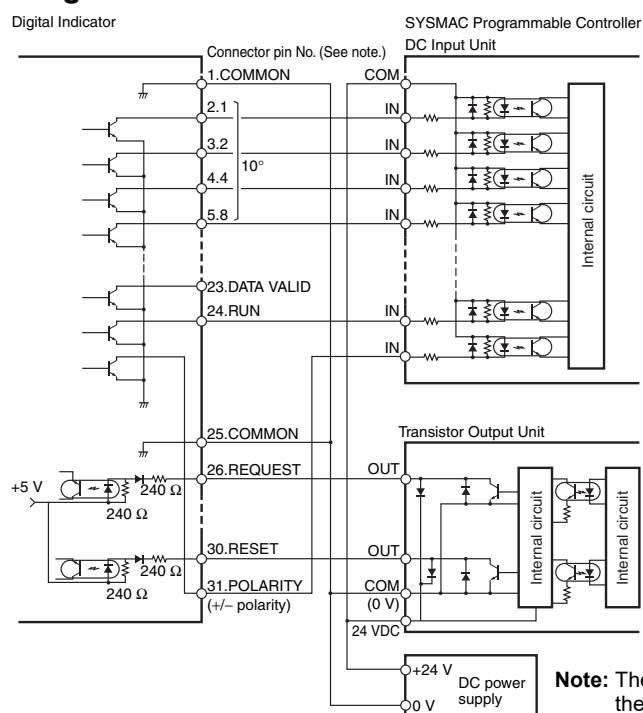 Digital Indicator
SYSMAC Programmable Controller
DC Input Unit
Connector pin No. (See note.)
1.COMMON
COM
2.1
IN
3.2
IN
10°
4.4
IN
5.8
IN
Internal circuit
23.DATA VALID
24.RUN
IN
IN
25.COMMON
Transistor Output Unit
26.REQUEST
OUT
+5 V
240 Ω
240 Ω
Internal circuit
Internal circuit
30.RESET
OUT
240 Ω
240 Ω
31.POLARITY
(+/− polarity)
COM
(0 V)
24 VDC
+24 V
DC power
supply
0 V
Note: The
the